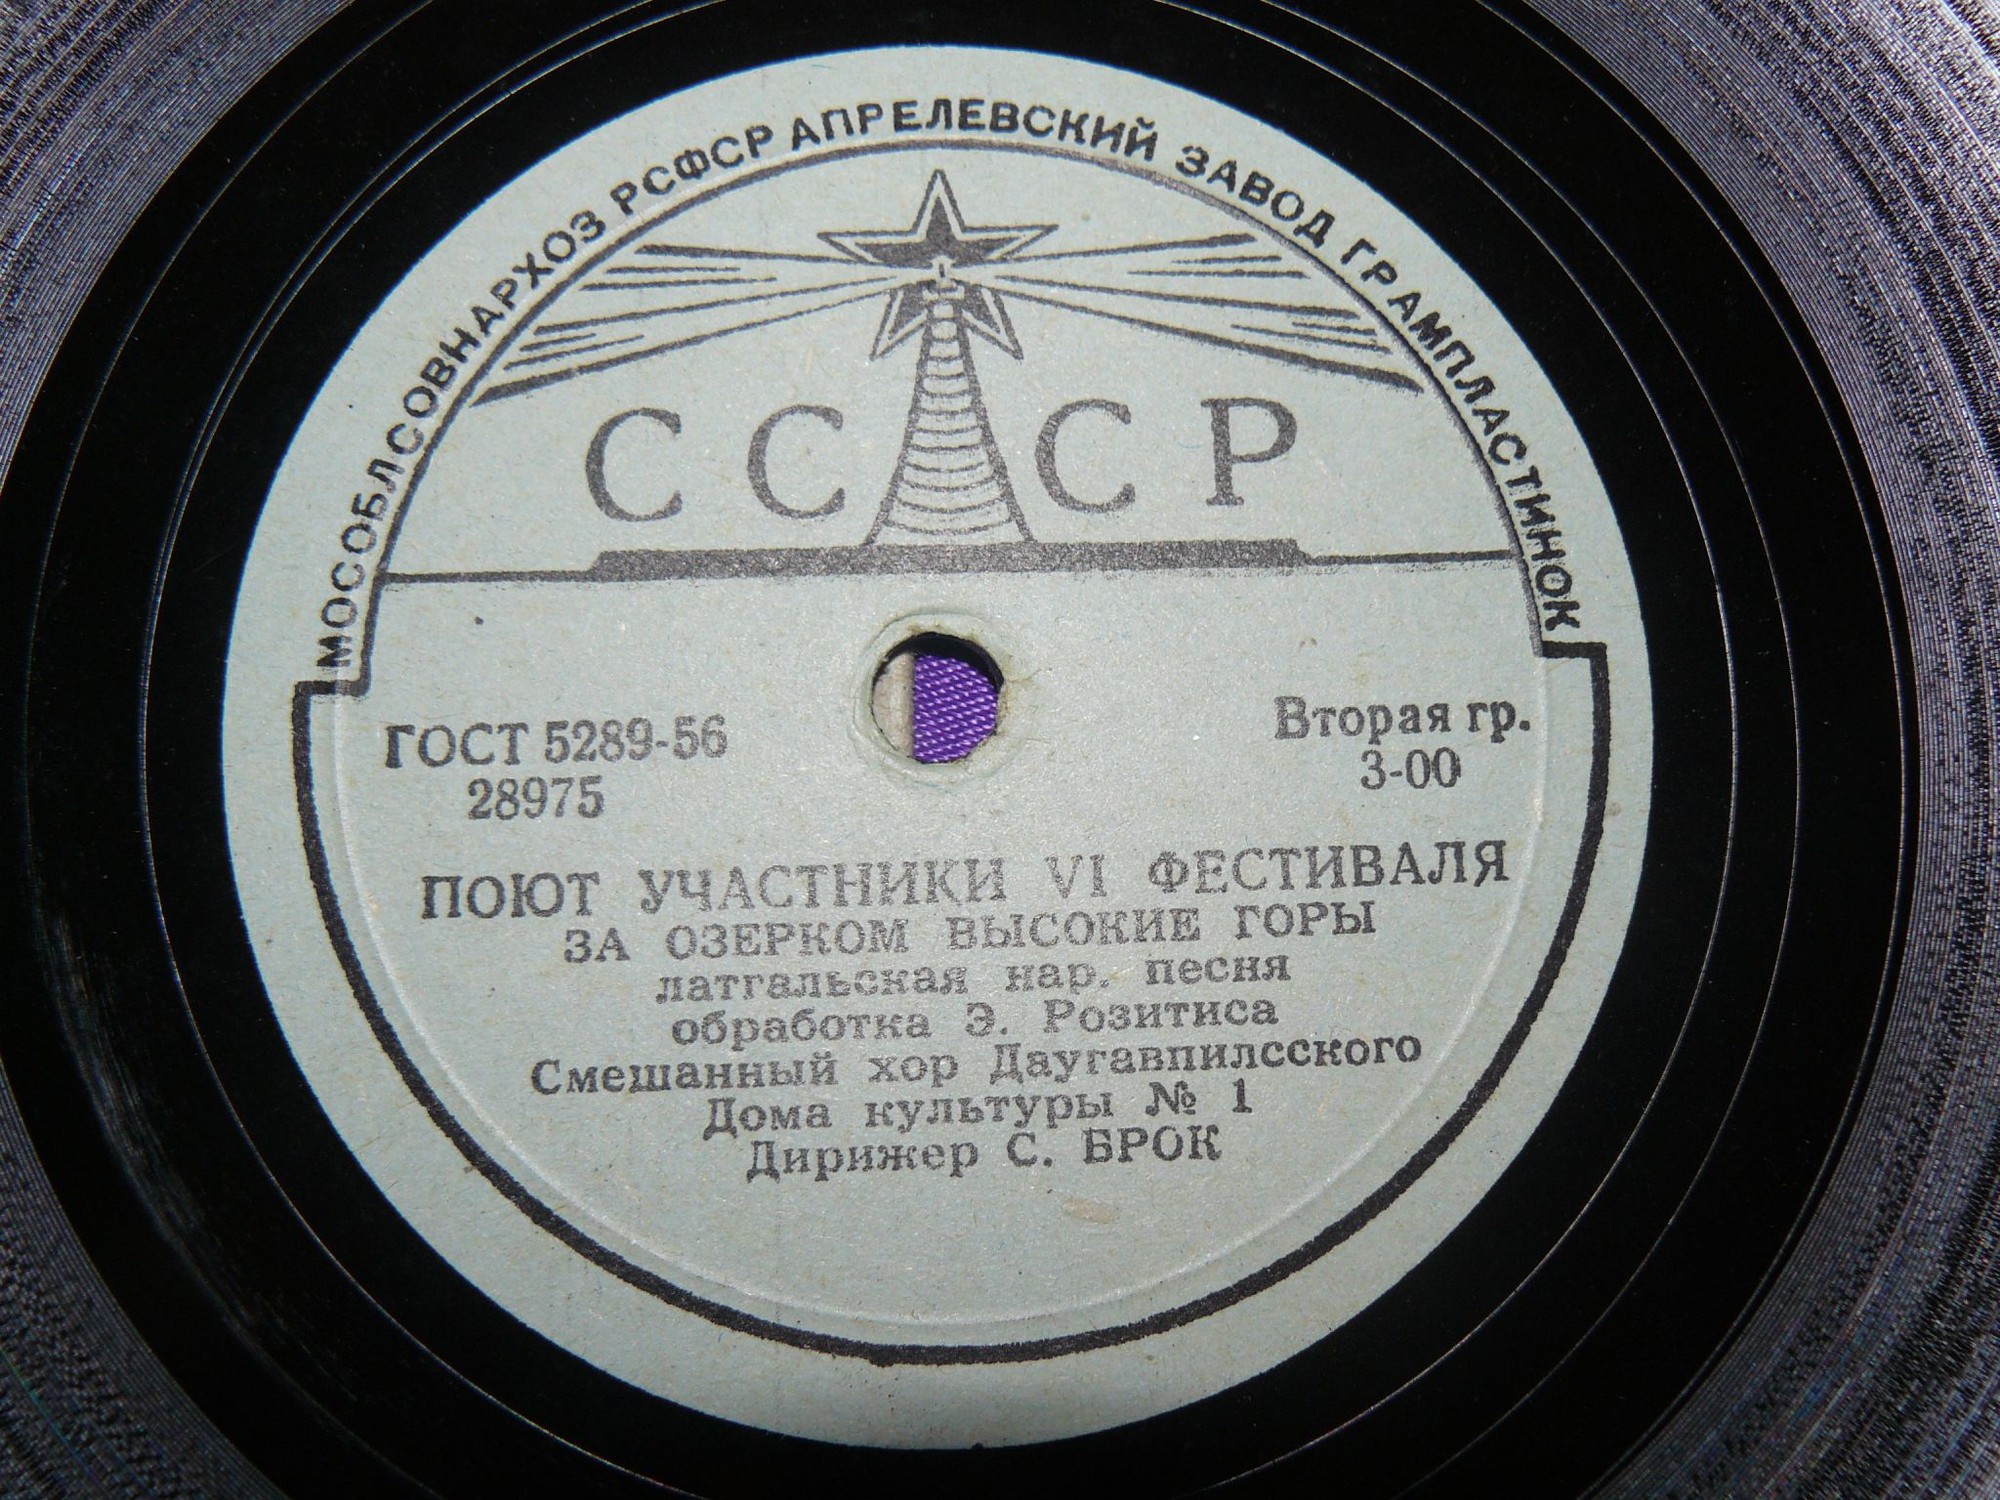 МОСОБЛСОВНАРХОЗ РСФСР АПРЕЛЕВСКИЙ ЗАВОД ГРАМПЛАСТИНОК
СССР
ГОСТ 5289-56
28975
Вторая гр.
3-00
ПОЮТ УЧАСТНИКИ VI ФЕСТИВАЛЯ
ЗА ОЗЕРКОМ ВЫСОКИЕ ГОРЫ
латгальская нар. песня
обработка Э. Розитиса
Смешанный хор Даугавпилсского
Дома культуры № 1
Дирижер С. БРОК